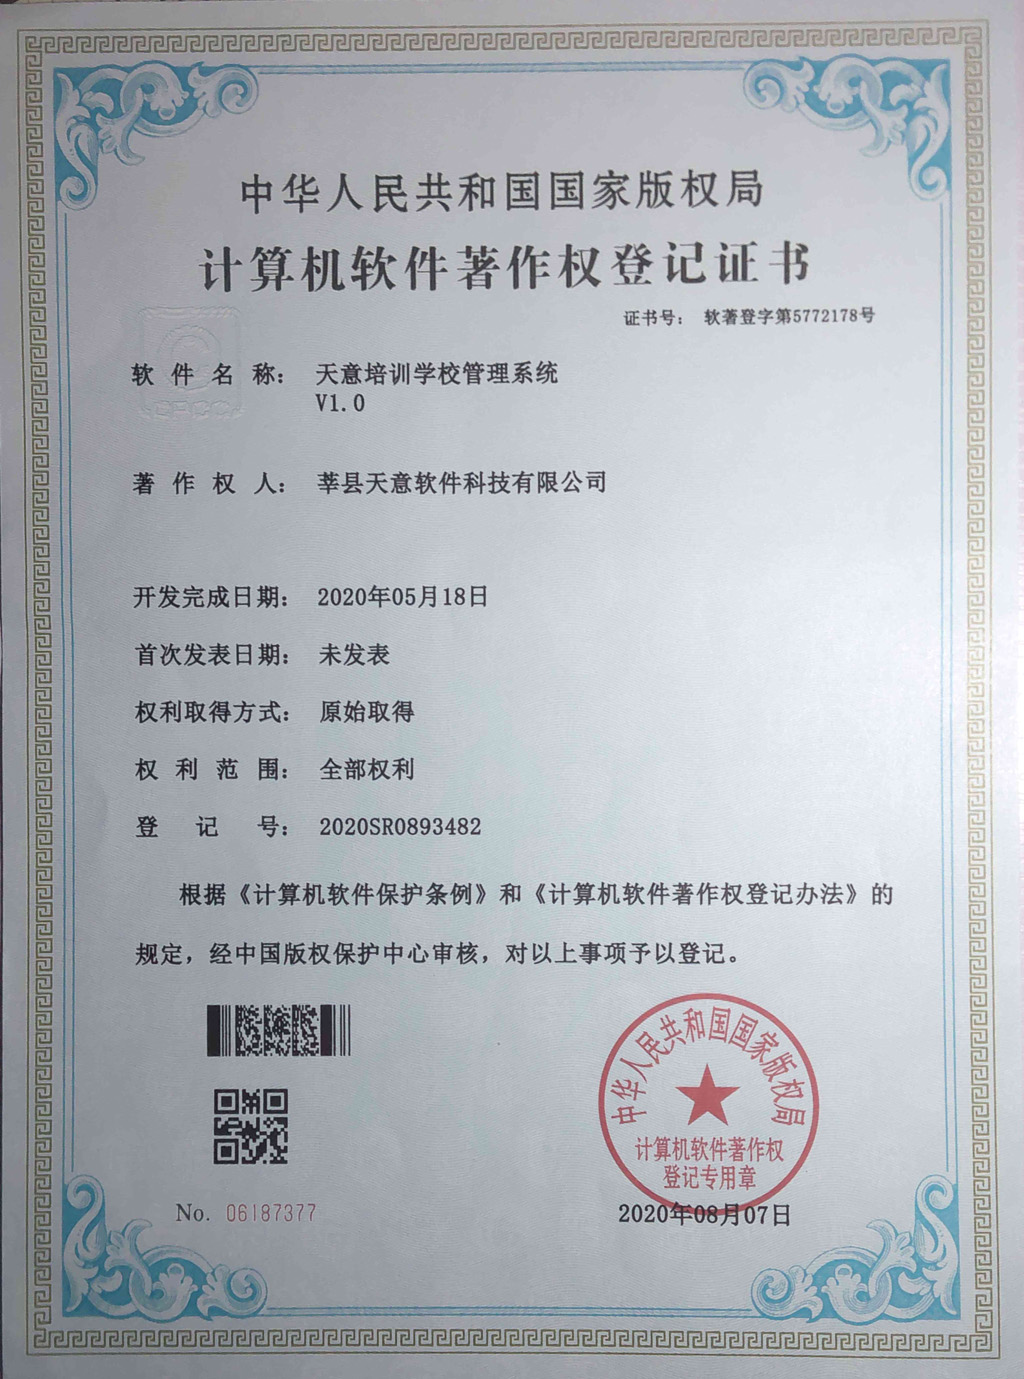 中华人民共和国国家版权局
计算机软件著作权登记证书
证书号： 软著登字第5772178号
软件名称： 天意培训学校管理系统
V1.0
著作权人： 莘县天意软件科技有限公司
开发完成日期： 2020年05月18日
首次发表日期： 未发表
权利取得方式： 原始取得
权利范围： 全部权利
登记号： 2020SR0893482
根据《计算机软件保护条例》和《计算机软件著作权登记办法》的
规定，经中国版权保护中心审核，对以上事项予以登记。
中华人民共和国国家版权局
计算机软件著作权
登记专用章
No. 06187377
2020年08月07日
CPCC